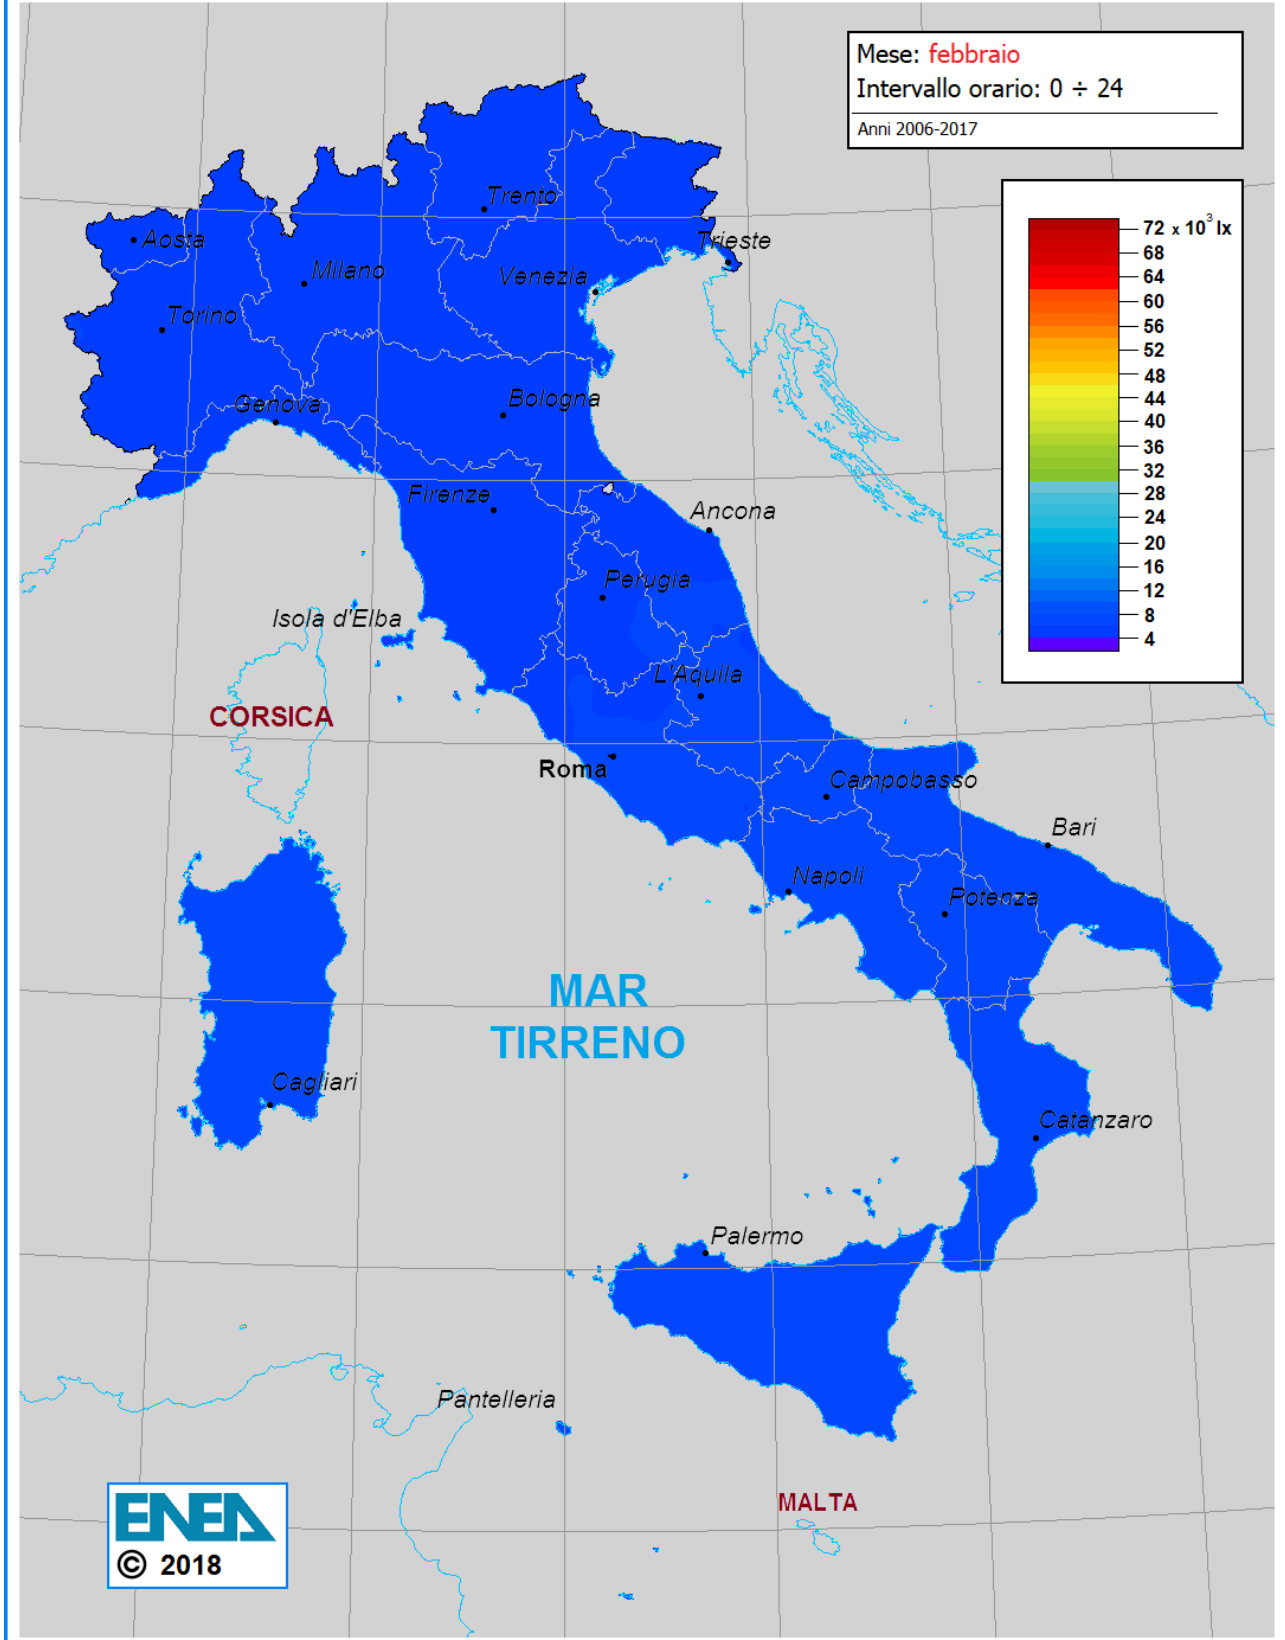 Mese: febbraio
Intervallo orario: 0 ÷ 24
Anni 2006-2017
72 x 10³ lx
68
64
60
56
52
48
44
40
36
32
28
24
20
16
12
8
4
Trento
Aosta
Trieste
Milano
Venezia
Torino
Bologna
Genova
Firenze
Ancona
Perugia
Isola d'Elba
L'Aquila
CORSICA
Roma
Campobasso
Bari
Napoli
Potenza
MAR
TIRRENO
Cagliari
Catanzaro
Palermo
Pantelleria
MALTA
ENEA
© 2018